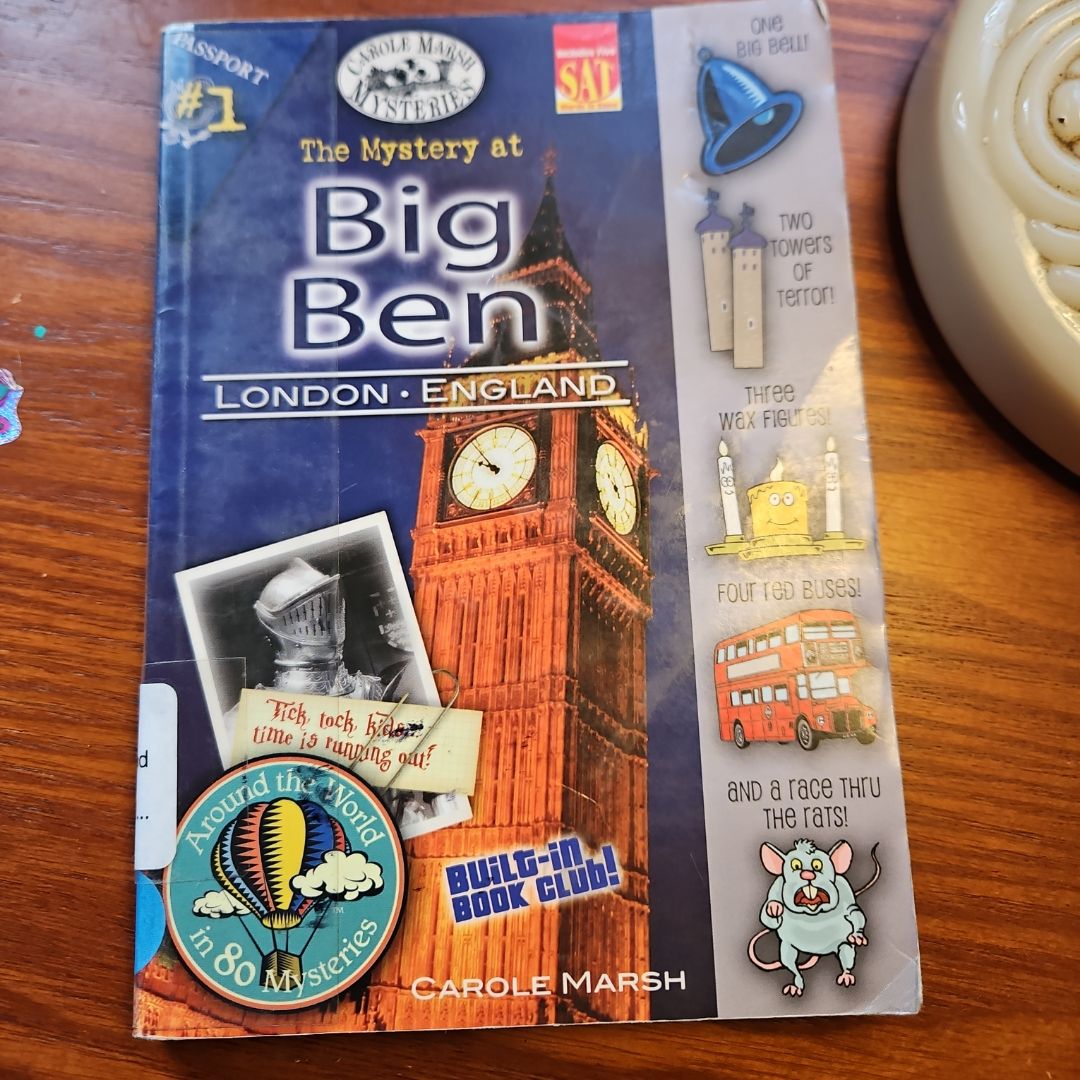 PASSPORT
#1
CAROLE MARSH
MYSTERIES
SAT
The Mystery at
Big
Ben
LONDON • ENGLAND
Tick, tock, kids...
time is running out!
Around the World
in 80 Mysteries
TM
d
...
BUILT-IN
BOOK CLUB!
CAROLE MARSH
ONE
BIG BELL!
TWO
TOWERS
OF
TERROR!
THREE
WAX FIGURES!
FOUR RED BUSES!
AND A RACE THRU
THE RATS!